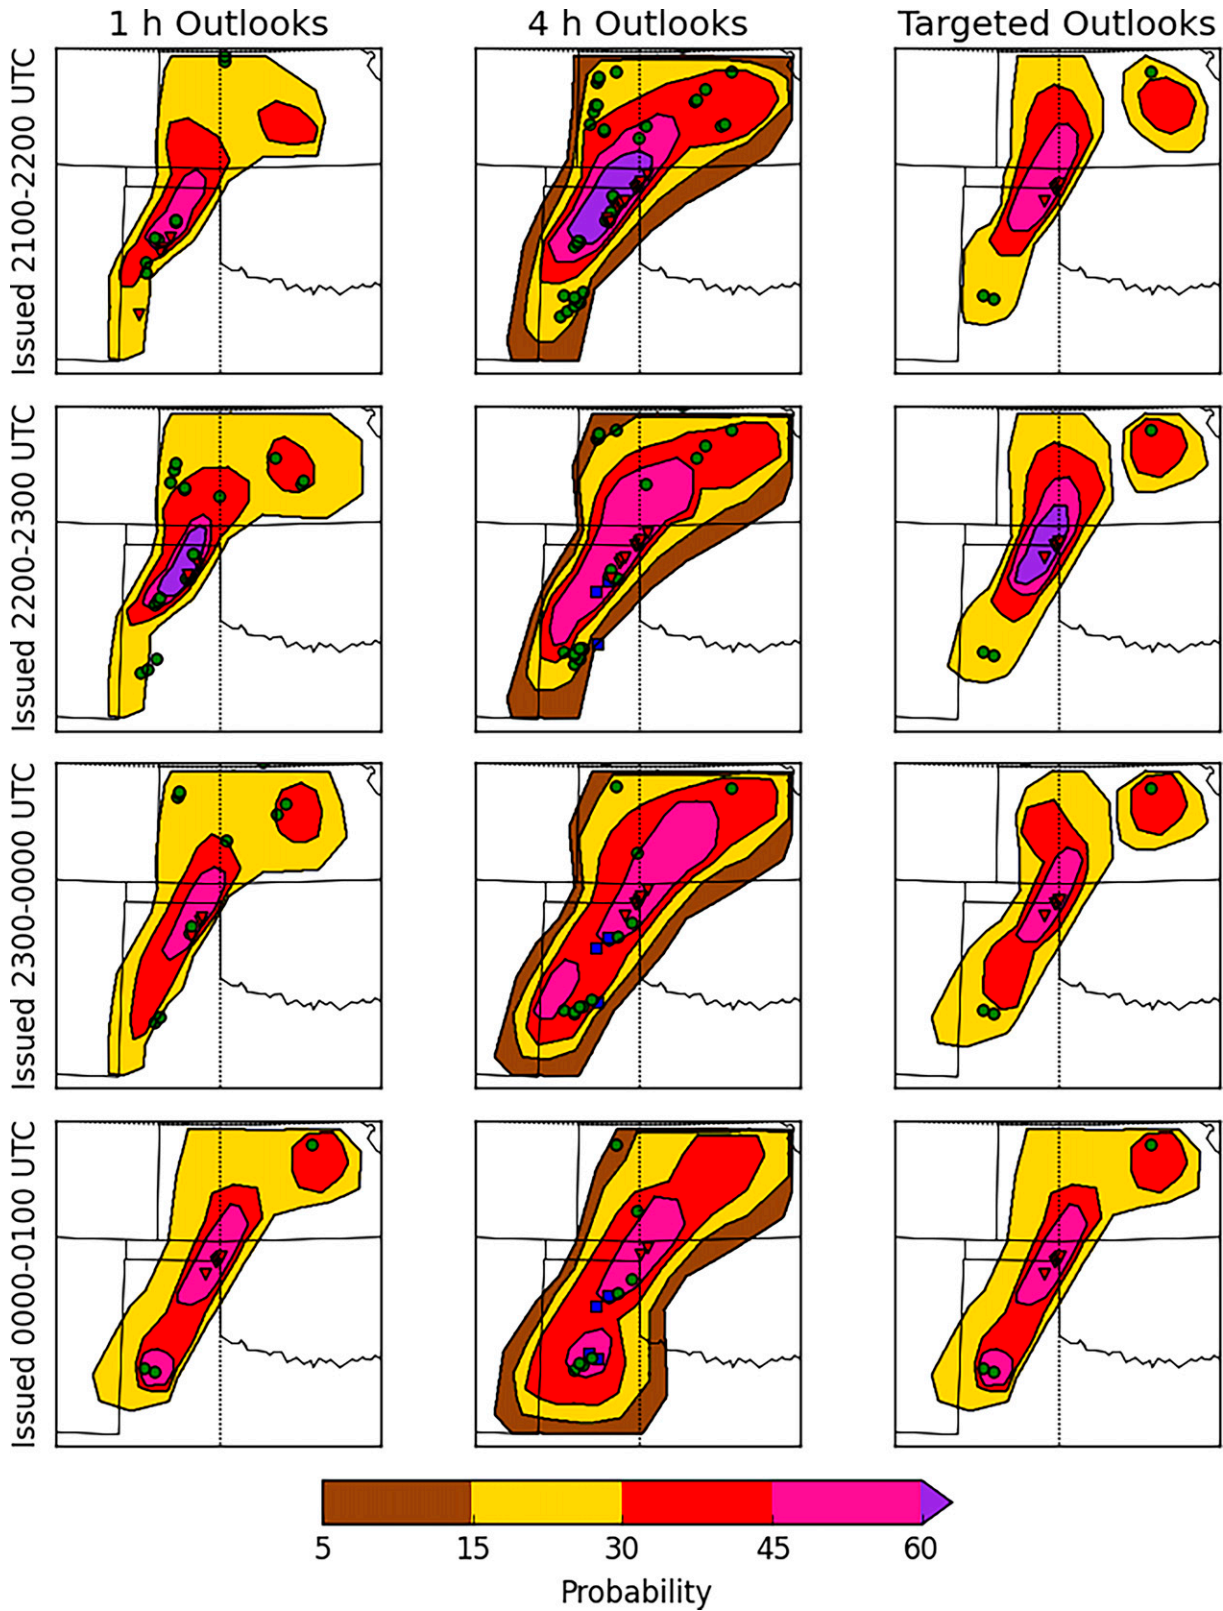 1 h Outlooks
4 h Outlooks
Targeted Outlooks
Issued 2100-2200 UTC
Issued 2200-2300 UTC
Issued 2300-0000 UTC
Issued 0000-0100 UTC
5 15 30 45 60
Probability